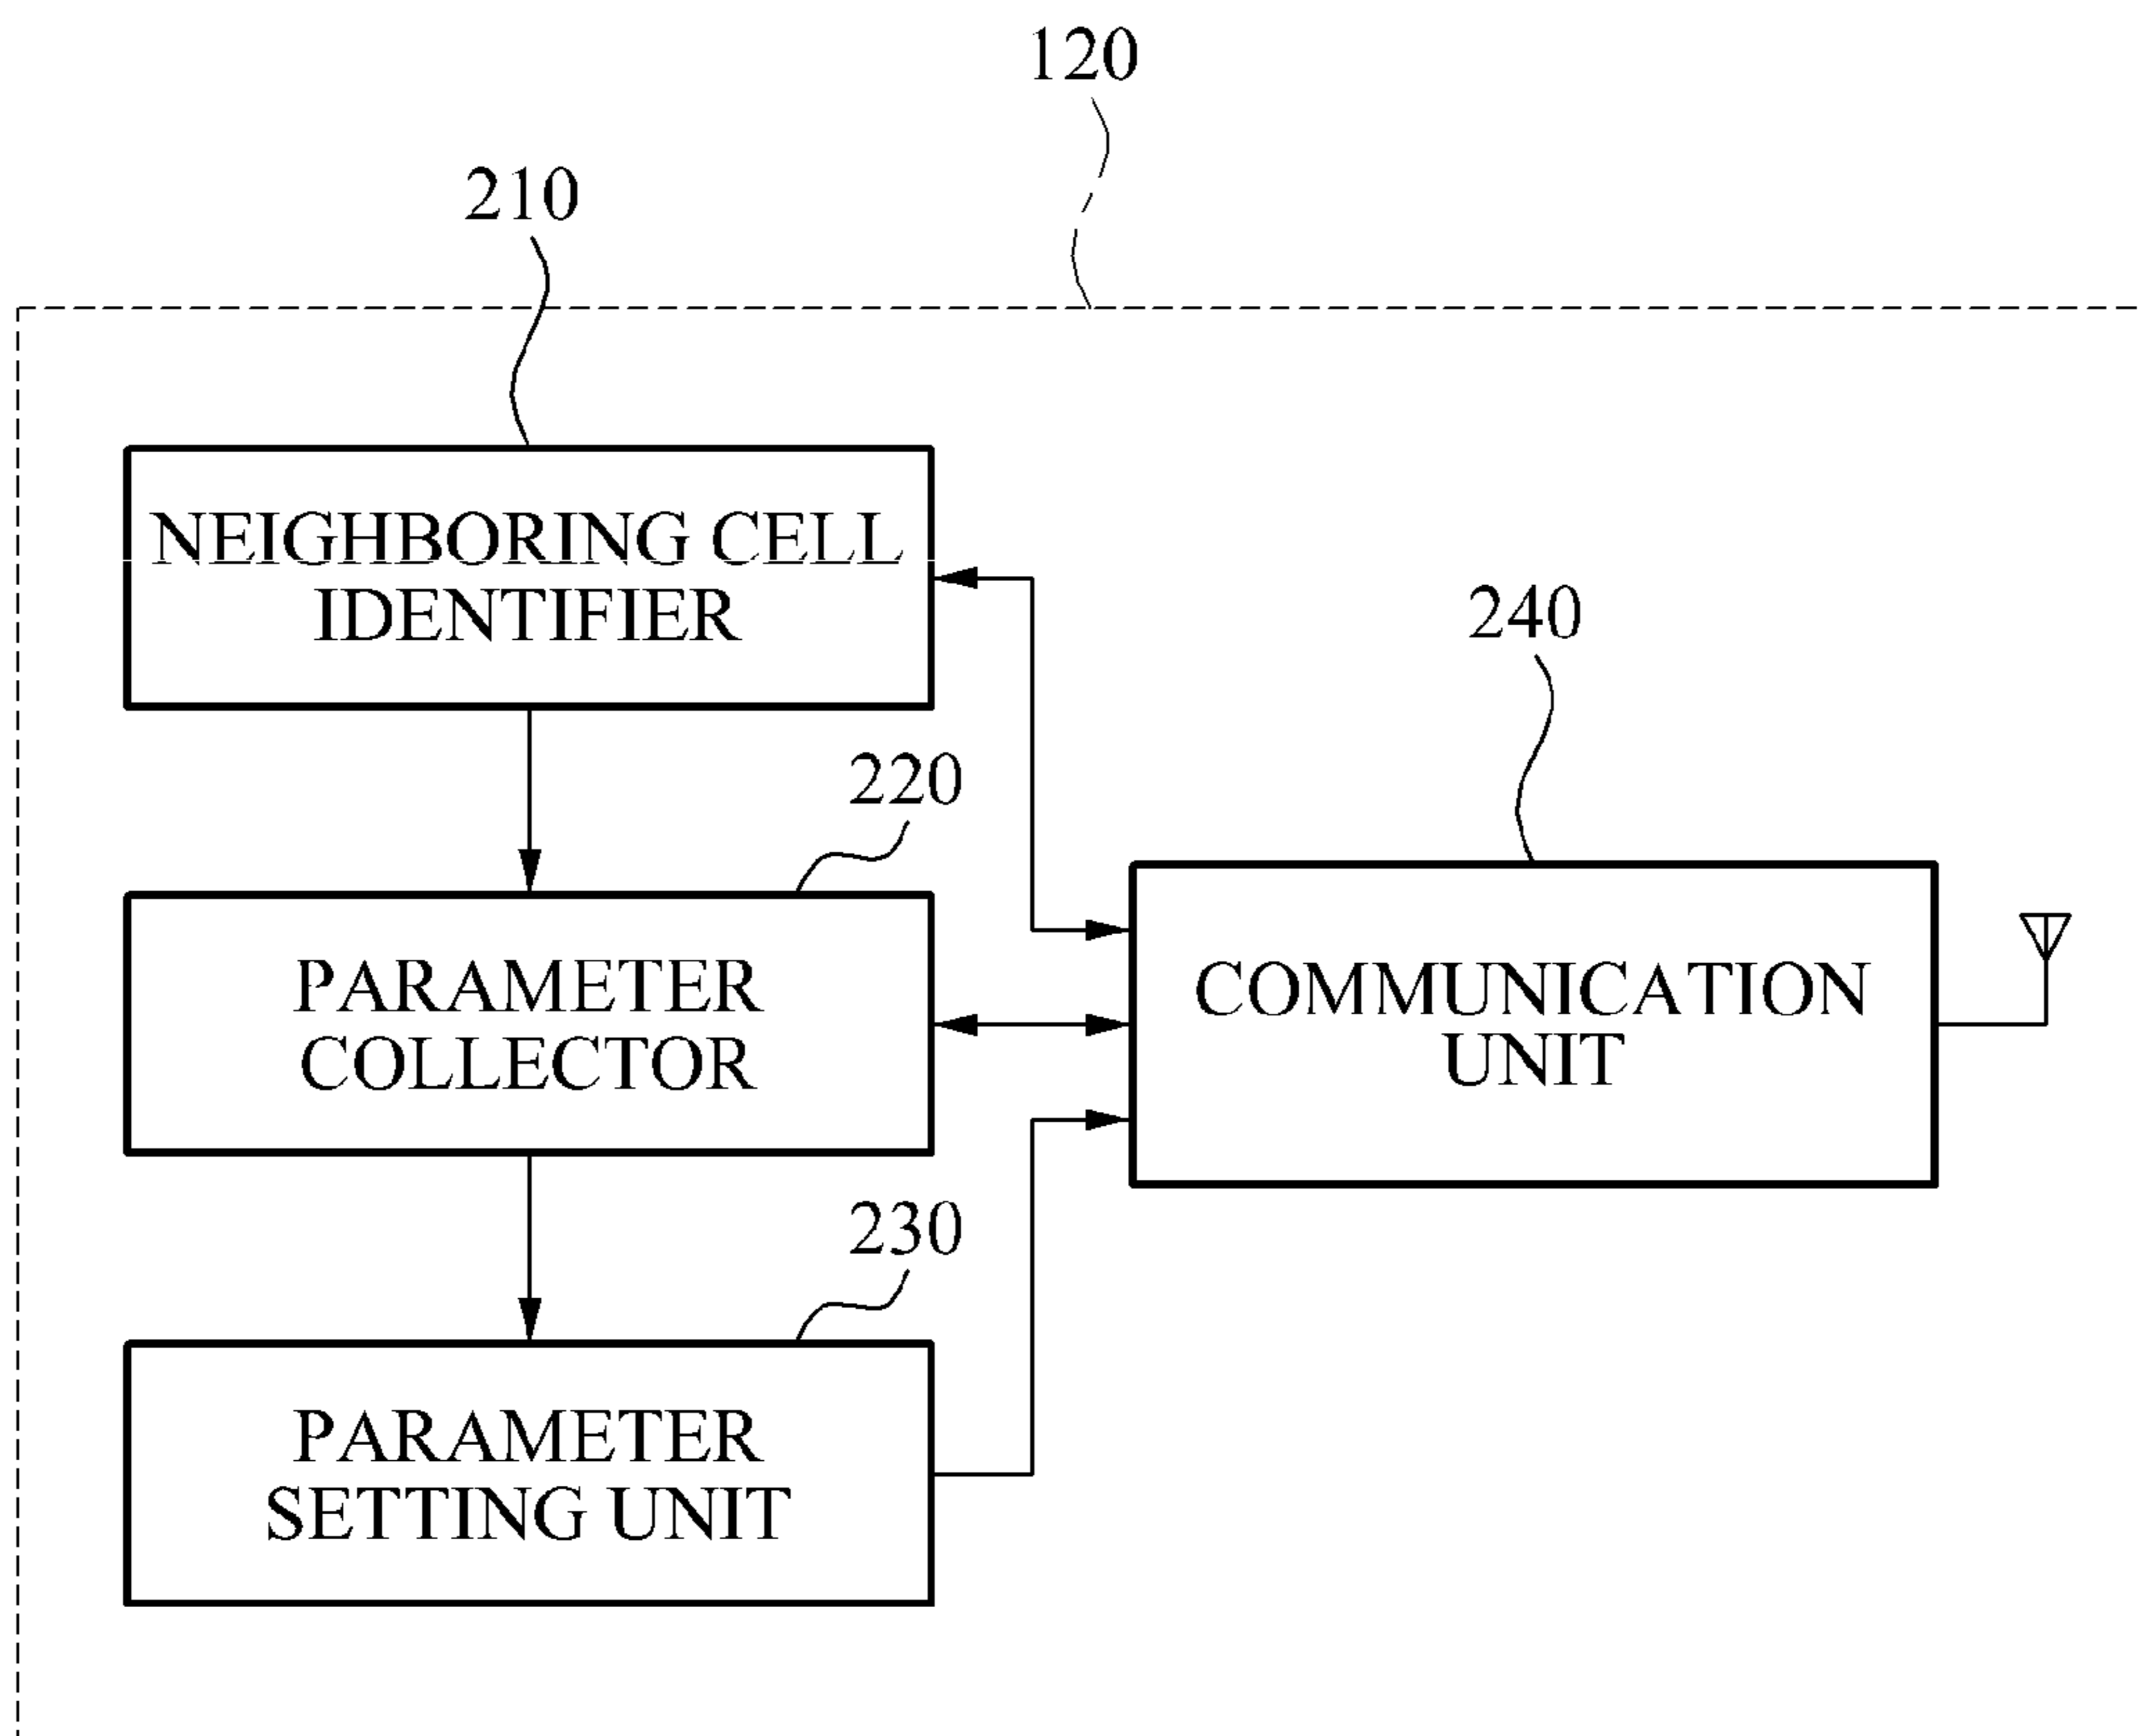 120
210
NEIGHBORING CELL
IDENTIFIER
240
220
PARAMETER
COLLECTOR
COMMUNICATION
UNIT
230
PARAMETER
SETTING UNIT